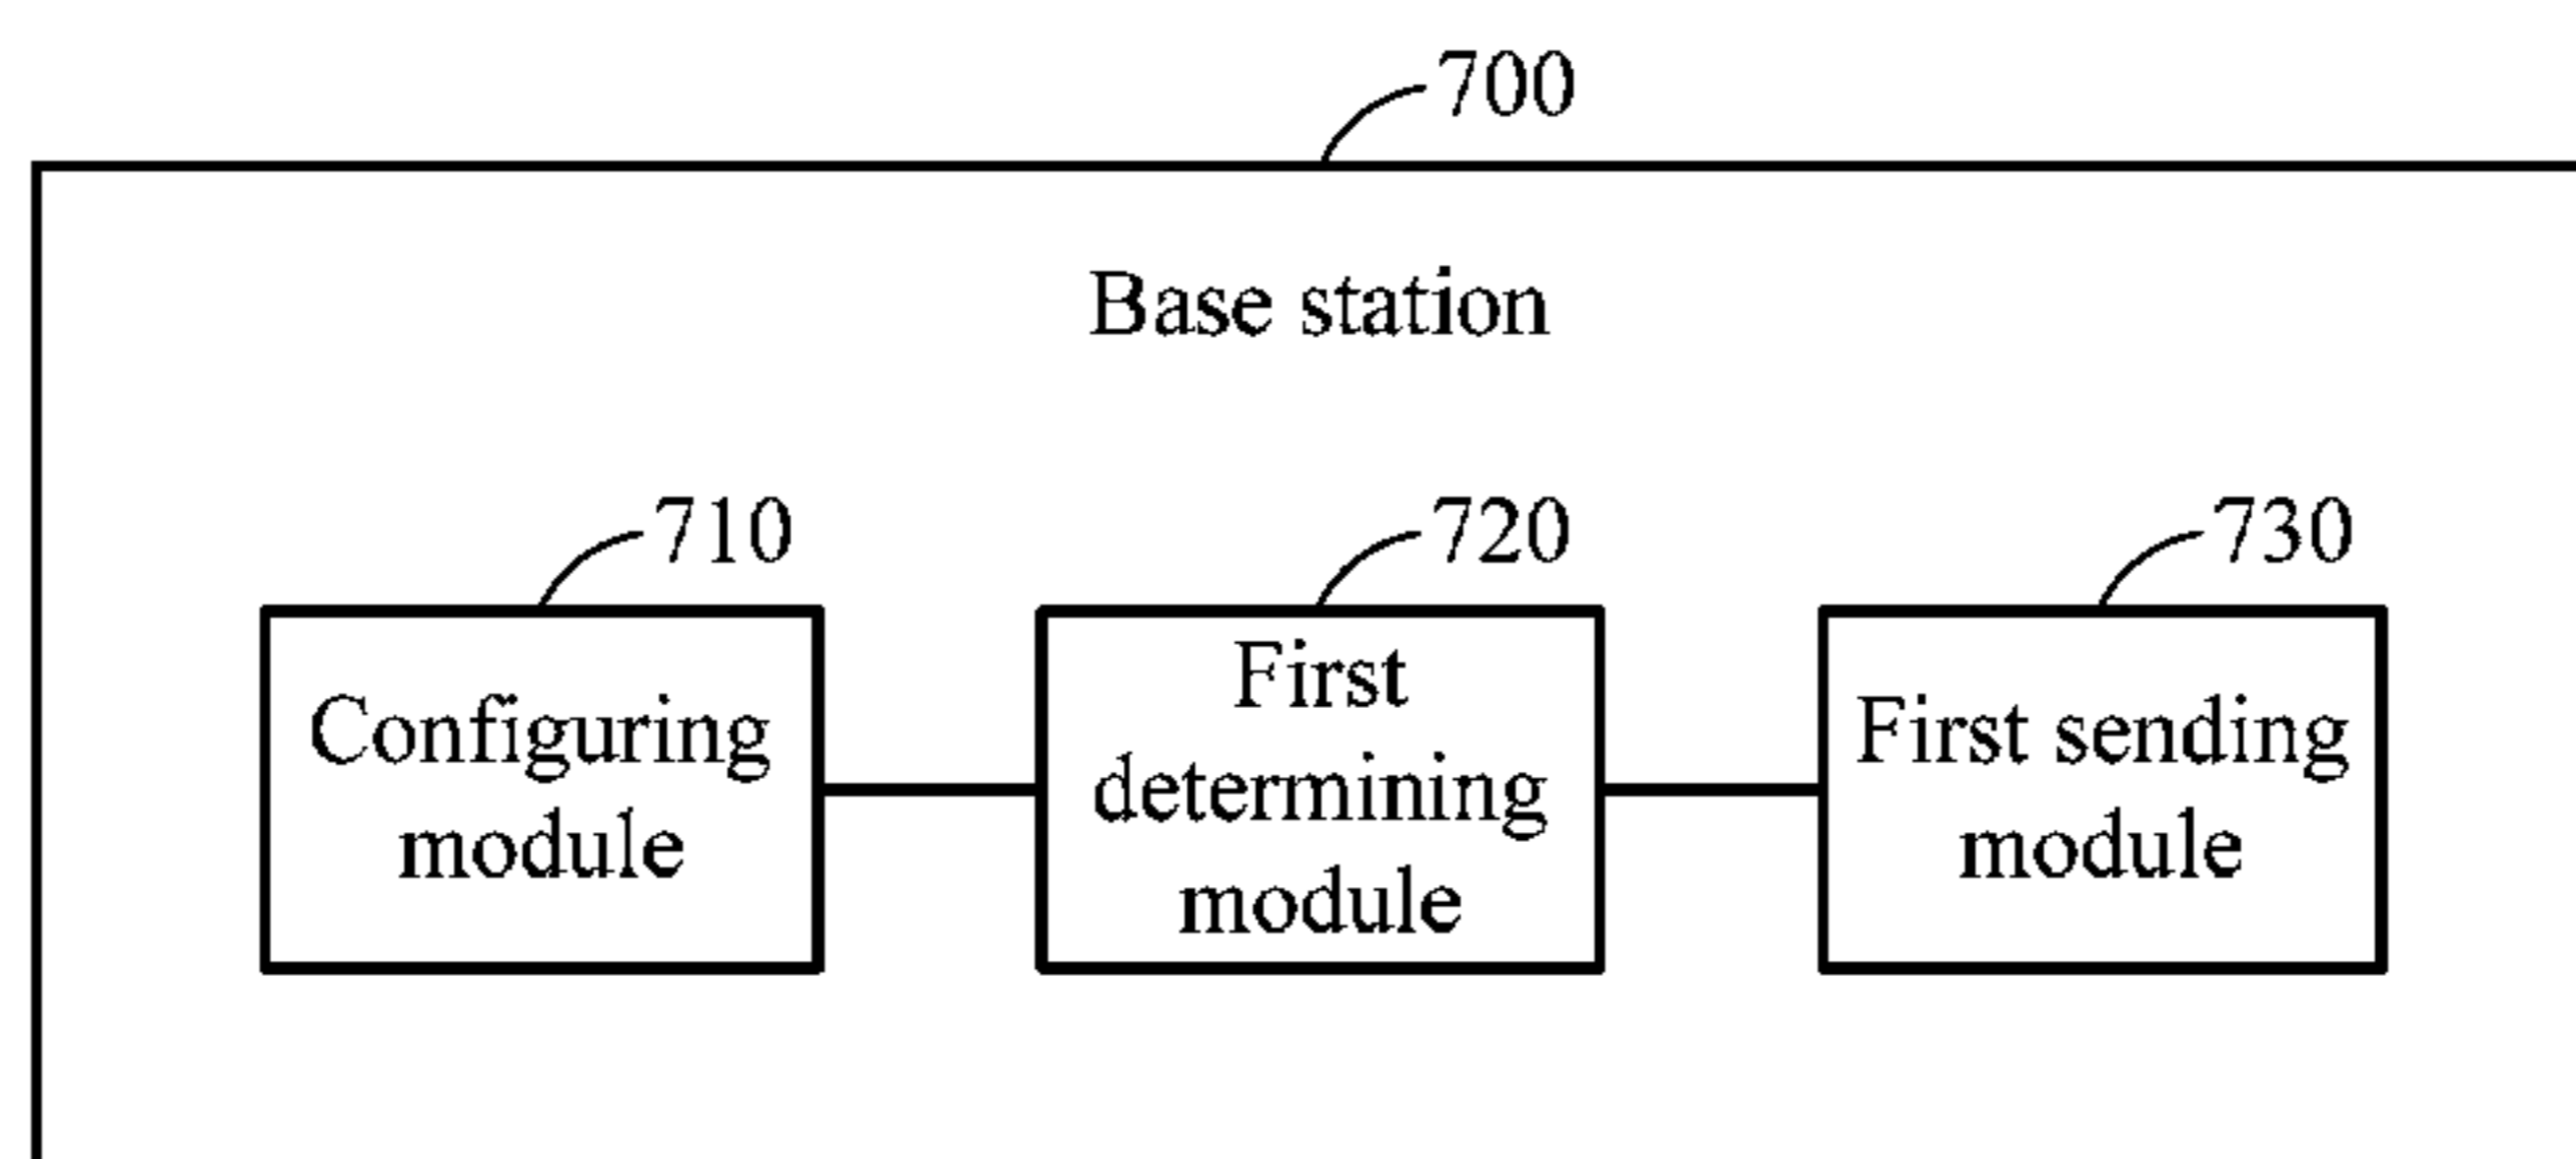 700
Base station
710
720
730
Configuring
module
First
determining
module
First sending
module